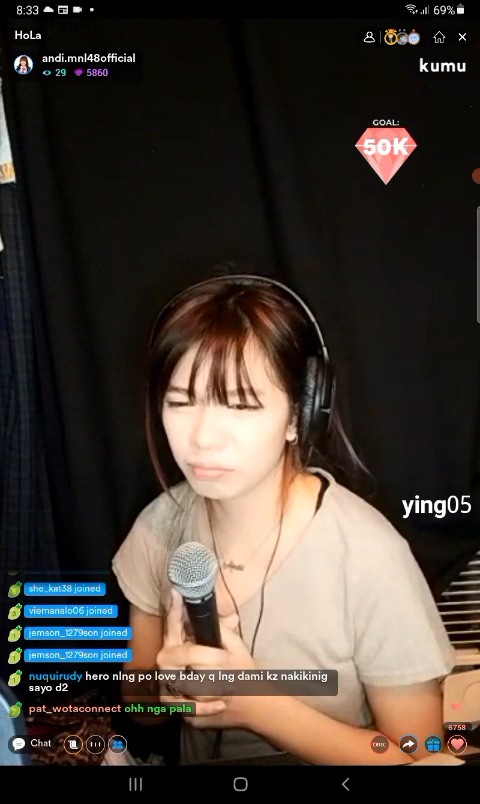 8:33
69%
HoLa
andi.mnl48official
29 5860
kumu
GOAL:
50K
ying05
she_kat38 joined
viemanalo06 joined
jemson_1279son joined
jemson_1279son joined
nuquirudy hero nlng po love bday q lng dami kz nakikinig
sayo d2
pat_wotaconnect ohh nga pala
6758
Chat